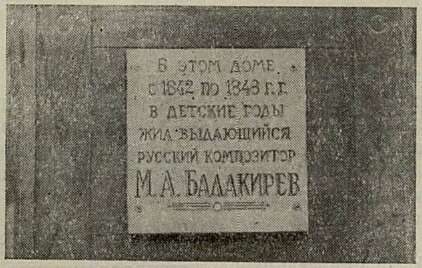 В ЭТОМ ДОМЕ
С 1842 ПО 1848 Г.Г.
В ДЕТСКИЕ ГОДЫ
ЖИЛ ВЫДАЮЩИЙСЯ
РУССКИЙ КОМПОЗИТОР
М.А. БАЛАКИРЕВ